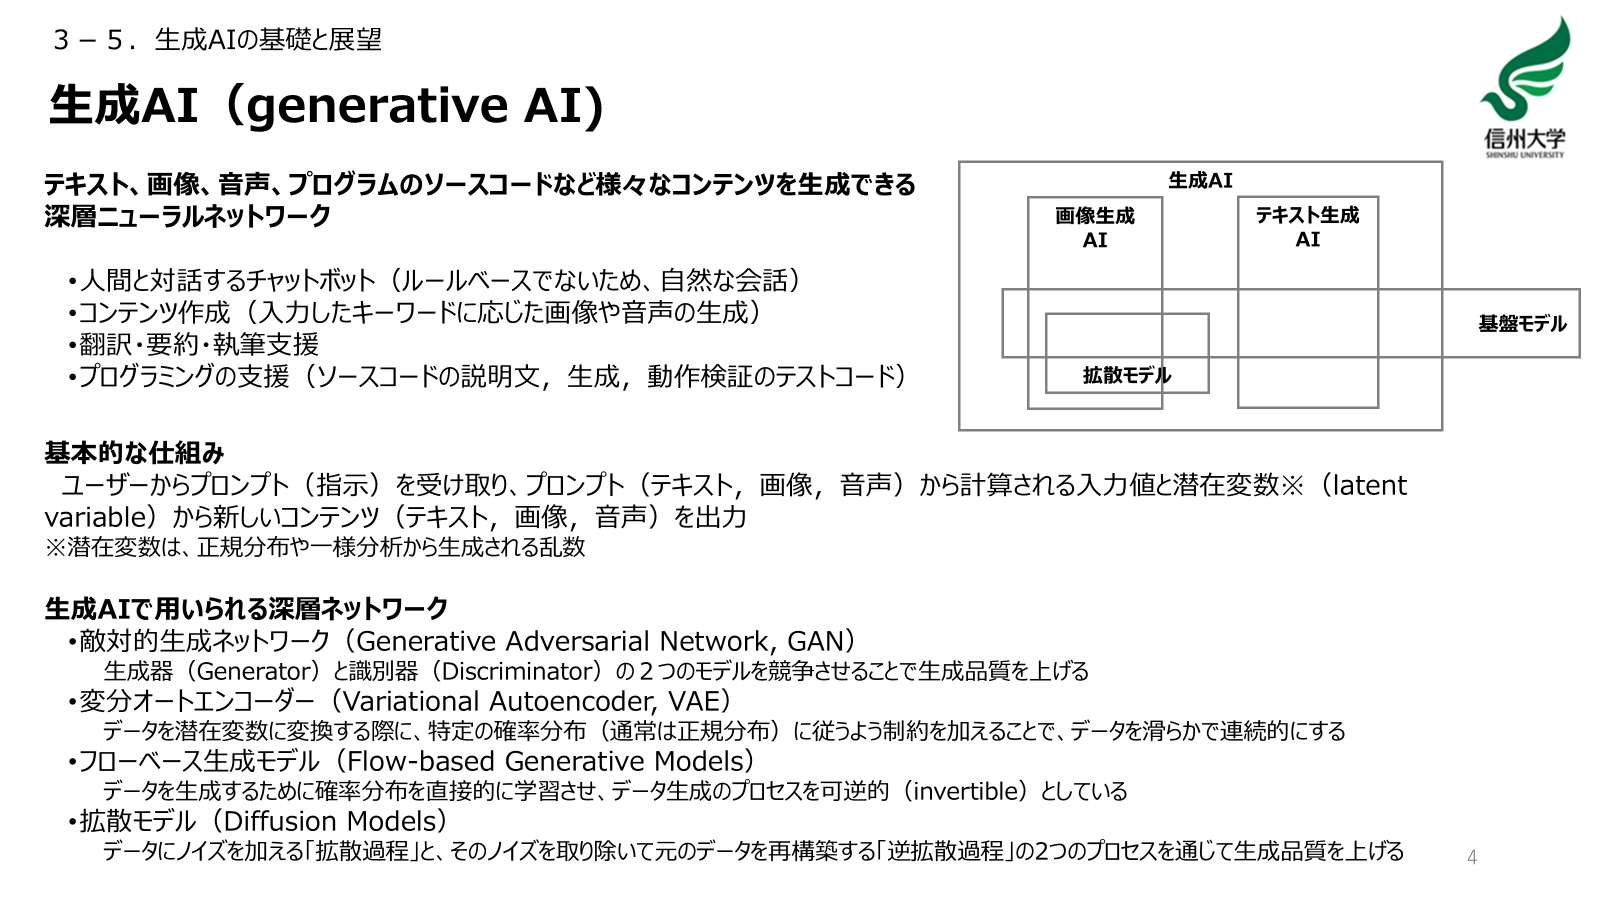 ３－５．生成AIの基礎と展望
生成AI（generative AI)
信州大学
SHINSHU UNIVERSITY
テキスト、画像、音声、プログラムのソースコードなど様々なコンテンツを生成できる
深層ニューラルネットワーク
•人間と対話するチャットボット（ルールベースでないため、自然な会話）
•コンテンツ作成（入力したキーワードに応じた画像や音声の生成）
•翻訳･要約･執筆支援
•プログラミングの支援（ソースコードの説明文，生成，動作検証のテストコード）
生成AI
画像生成
AI
テキスト生成
AI
基盤モデル
拡散モデル
基本的な仕組み
ユーザーからプロンプト（指示）を受け取り、プロンプト（テキスト，画像，音声）から計算される入力値と潜在変数※（latent
variable）から新しいコンテンツ（テキスト，画像，音声）を出力
※潜在変数は、正規分布や一様分析から生成される乱数
生成AIで用いられる深層ネットワーク
•敵対的生成ネットワーク（Generative Adversarial Network, GAN）
生成器（Generator）と識別器（Discriminator）の２つのモデルを競争させることで生成品質を上げる
•変分オートエンコーダー（Variational Autoencoder, VAE）
データを潜在変数に変換する際に、特定の確率分布（通常は正規分布）に従うよう制約を加えることで、データを滑らかで連続的にする
•フローベース生成モデル（Flow-based Generative Models）
データを生成するために確率分布を直接的に学習させ、データ生成のプロセスを可逆的（invertible）としている
•拡散モデル（Diffusion Models）
データにノイズを加える｢拡散過程｣と、そのノイズを取り除いて元のデータを再構築する｢逆拡散過程｣の2つのプロセスを通じて生成品質を上げる
4